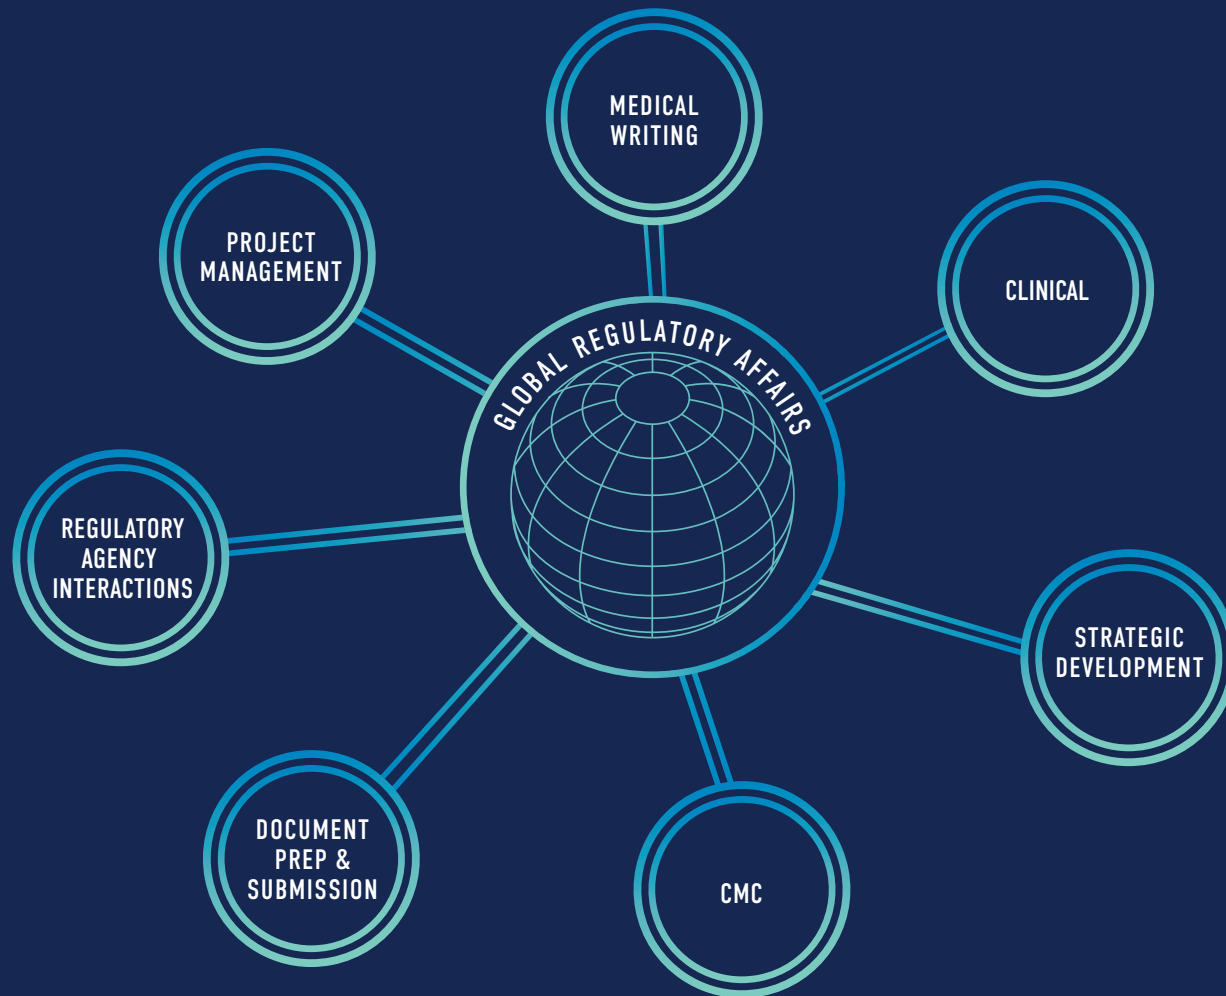 MEDICAL
WRITING
PROJECT
MANAGEMENT
CLINICAL
GLOBAL REGULATORY AFFAIRS
REGULATORY
AGENCY
INTERACTIONS
STRATEGIC
DEVELOPMENT
DOCUMENT
PREP &
SUBMISSION
CMC